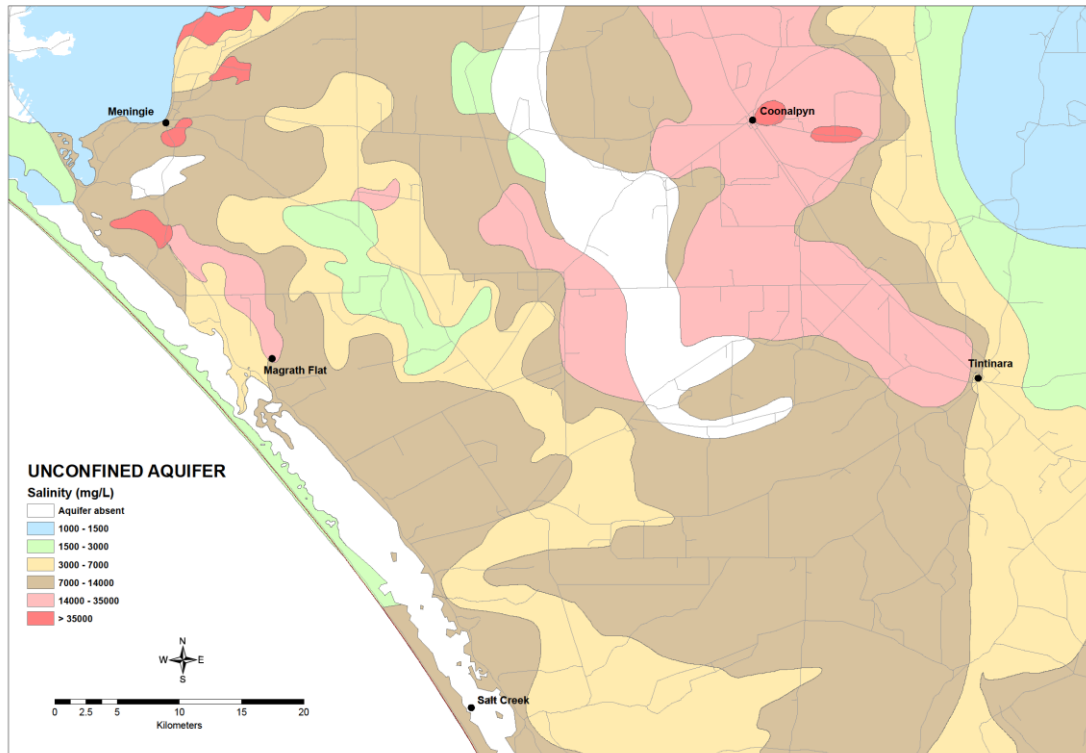 Meningie
Coonalpyn
Magrath Flat
Tintinara
UNCONFINED AQUIFER
Salinity (mg/L)
Aquifer absent
1000 - 1500
1500 - 3000
3000 - 7000
7000 - 14000
14000 - 35000
> 35000
N
W E
S
0 2.5 5 10 15 20
Kilometers
Salt Creek